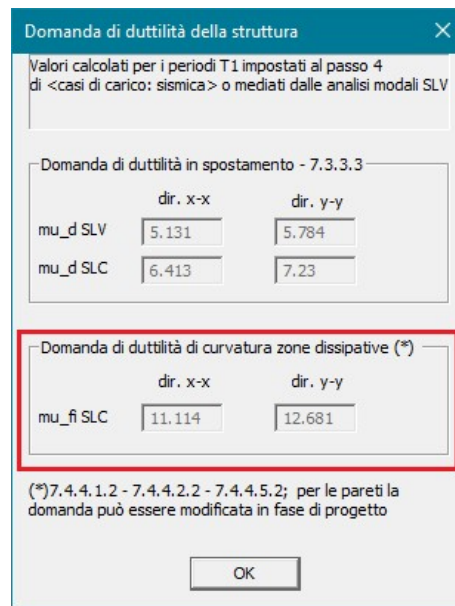 Domanda di duttilità della struttura
Valori calcolati per i periodi T1 impostati al passo 4
di <casi di carico: sismica> o mediati dalle analisi modali SLV
Domanda di duttilità in spostamento - 7.3.3.3
dir. x-x dir. y-y
mu_d SLV 5.131 5.784
mu_d SLC 6.413 7.23
Domanda di duttilità di curvatura zone dissipative (*)
dir. x-x dir. y-y
mu_fi SLC 11.114 12.681
(*)7.4.4.1.2 - 7.4.4.2.2 - 7.4.4.5.2; per le pareti la
domanda può essere modificata in fase di progetto
OK